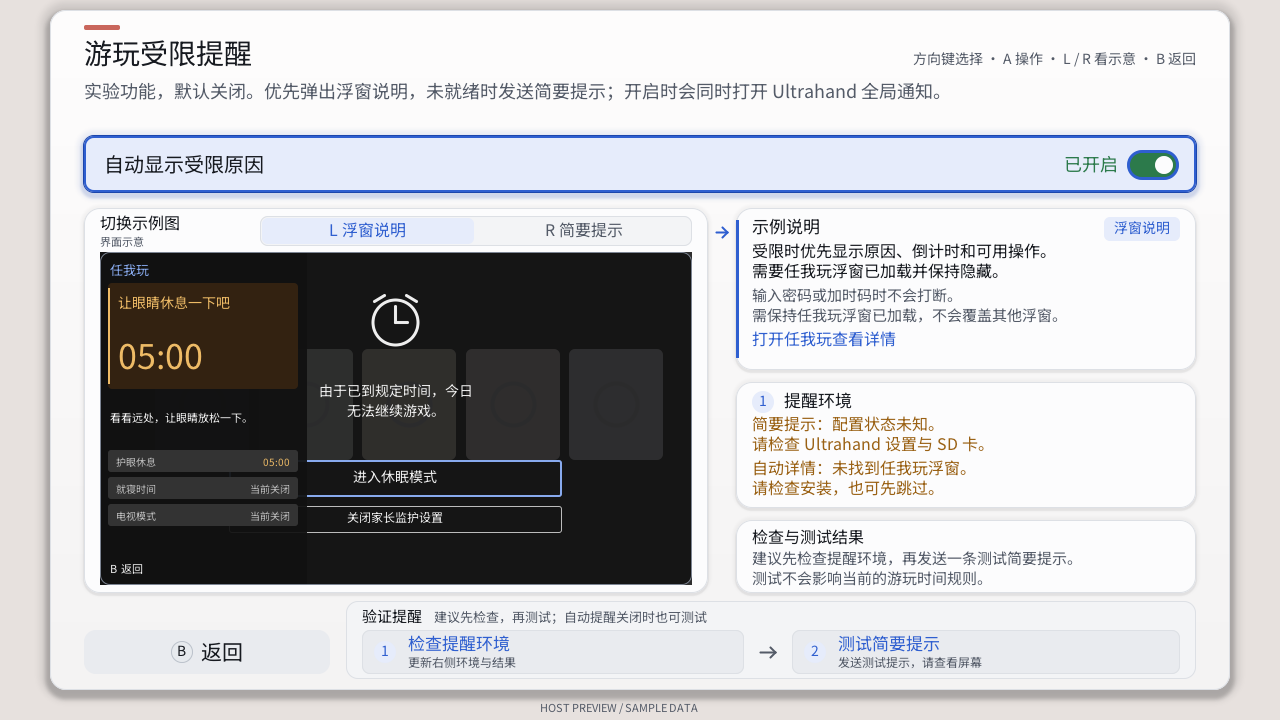 游玩受限提醒
方向键选择 · A 操作 · L / R 看示意 · B 返回
实验功能，默认关闭。优先弹出浮窗说明，未就绪时发送简要提示；开启时会同时打开 Ultrahand 全局通知。
自动显示受限原因
已开启
切换示例图
界面示意
L 浮窗说明
R 简要提示
任我玩
让眼睛休息一下吧
05:00
看看远处，让眼睛放松一下。
护眼休息 05:00
就寝时间 当前关闭
电视模式 当前关闭
B 返回
由于已到规定时间，今日
无法继续游戏。
进入休眠模式
关闭家长监护设置
示例说明
浮窗说明
受限时优先显示原因、倒计时和可用操作。
需要任我玩浮窗已加载并保持隐藏。
输入密码或加时码时不会打断。
需保持任我玩浮窗已加载，不会覆盖其他浮窗。
打开任我玩查看详情
1 提醒环境
简要提示：配置状态未知。
请检查 Ultrahand 设置与 SD 卡。
自动详情：未找到任我玩浮窗。
请检查安装，也可先跳过。
检查与测试结果
建议先检查提醒环境，再发送一条测试简要提示。
测试不会影响当前的游玩时间规则。
B 返回
验证提醒 建议先检查，再测试；自动提醒关闭时也可测试
1 检查提醒环境
更新右侧环境与结果
2 测试简要提示
发送测试提示，请查看屏幕
HOST PREVIEW / SAMPLE DATA